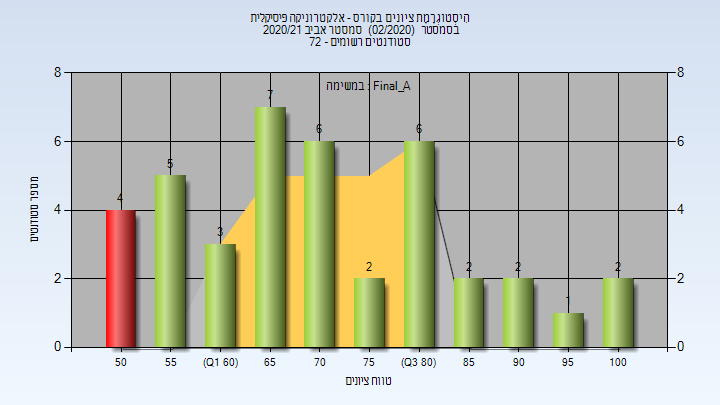 היסטוגרמת ציונים בקורס - אלקטרוניקה פיסיקלית
בסמסטר (02/2020) סמסטר אביב 2020/21
סטודנטים רשומים - 72
במשימה : Final_A
מספר סטודנטים
8 8
6 6
4 4
2 2
0 0
4 5 3 7 6 2 6 2 2 1 2
50 55 (Q1 60) 65 70 75 (Q3 80) 85 90 95 100
טווח ציונים